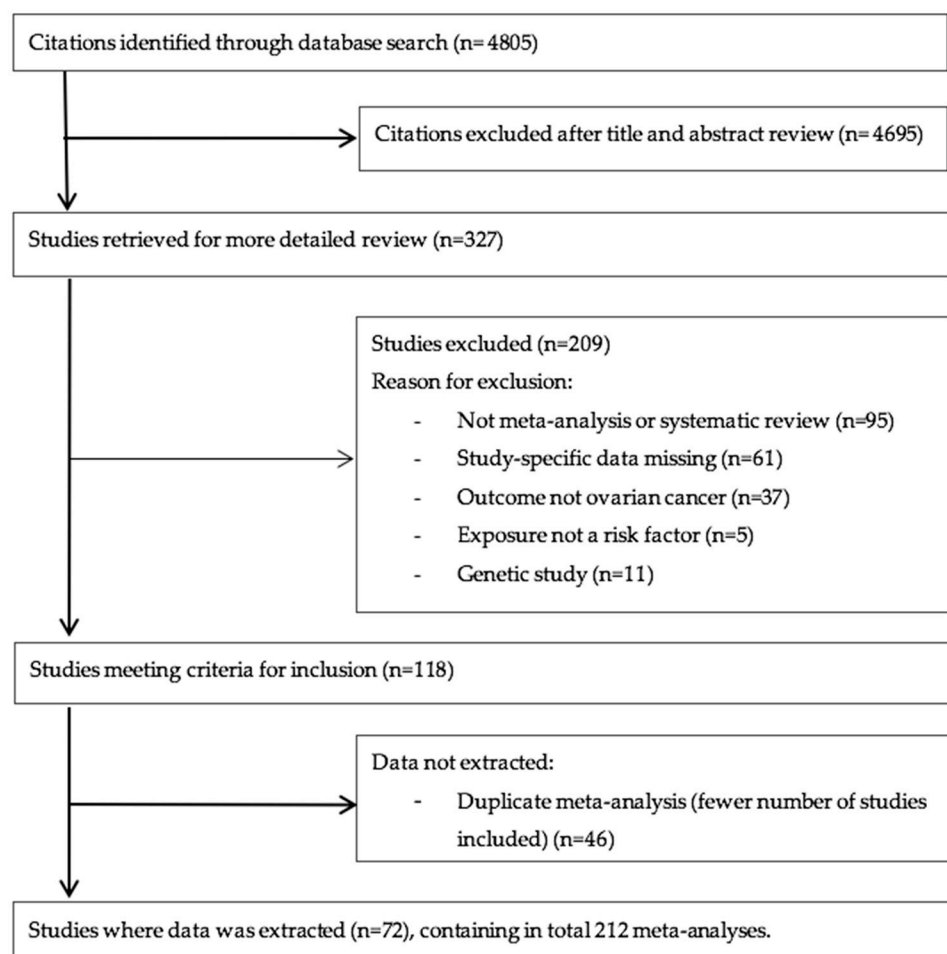 Citations identified through database search (n= 4805)
Citations excluded after title and abstract review (n= 4695)
Studies retrieved for more detailed review (n=327)
Studies excluded (n=209)
Reason for exclusion:
- Not meta-analysis or systematic review (n=95)
- Study-specific data missing (n=61)
- Outcome not ovarian cancer (n=37)
- Exposure not a risk factor (n=5)
- Genetic study (n=11)
Studies meeting criteria for inclusion (n=118)
Data not extracted:
- Duplicate meta-analysis (fewer number of studies
included) (n=46)
Studies where data was extracted (n=72), containing in total 212 meta-analyses.